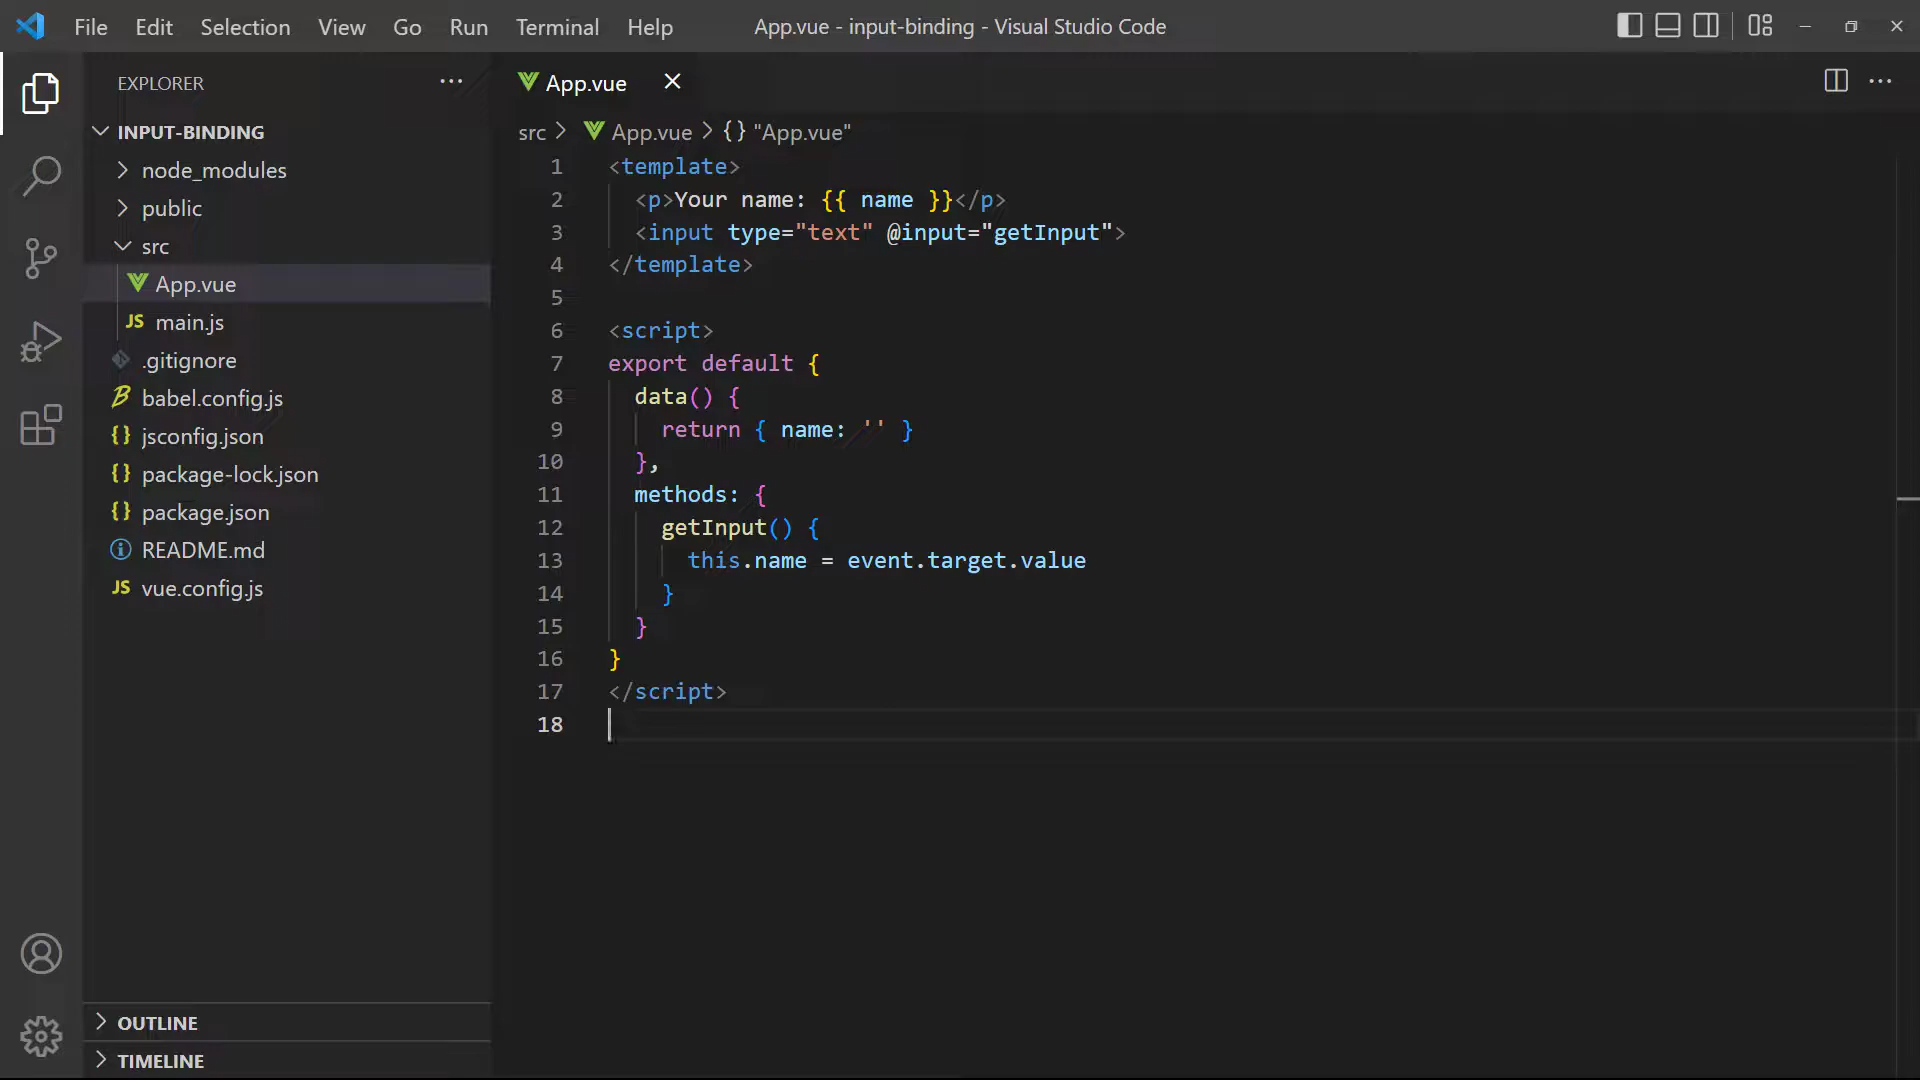 File Edit Selection View Go Run Terminal Help
App.vue - input-binding - Visual Studio Code
EXPLORER
INPUT-BINDING
node_modules
public
src
App.vue
JS main.js
.gitignore
babel.config.js
{} jsconfig.json
{} package-lock.json
{} package.json
README.md
JS vue.config.js
OUTLINE
TIMELINE
App.vue
src > App.vue > {} "App.vue"
1 <template>
2 <p>Your name: {{ name }}</p>
3 <input type="text" @input="getInput">
4 </template>
5
6 <script>
7 export default {
8 data() {
9 return { name: '' }
10 },
11 methods: {
12 getInput() {
13 this.name = event.target.value
14 }
15 }
16 }
17 </script>
18